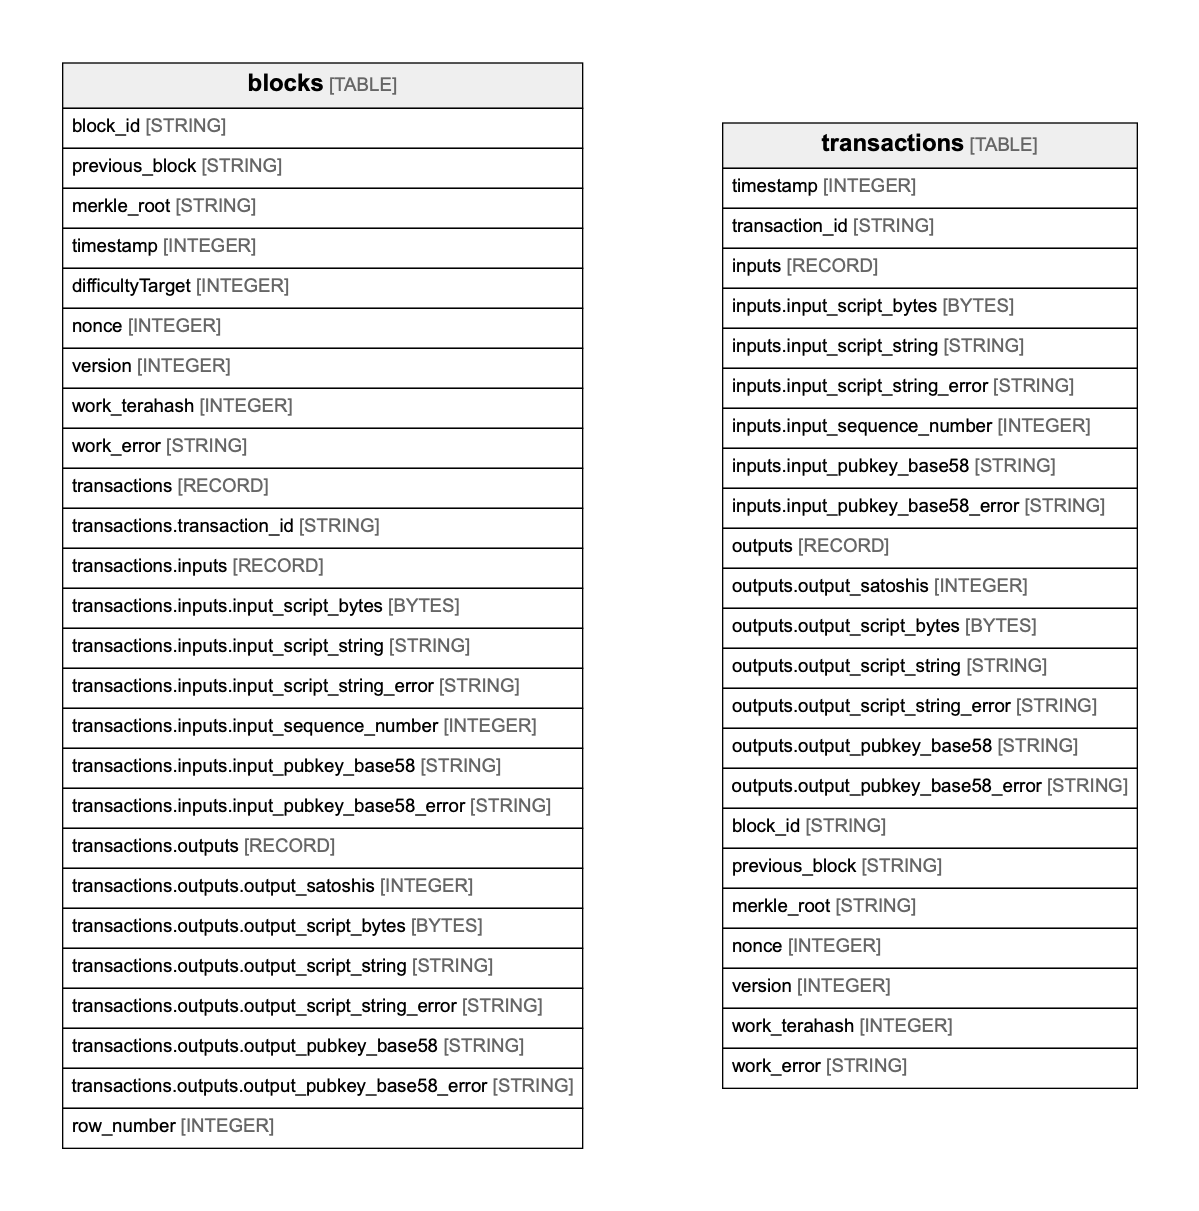 blocks [TABLE]
block_id [STRING]
previous_block [STRING]
merkle_root [STRING]
timestamp [INTEGER]
difficultyTarget [INTEGER]
nonce [INTEGER]
version [INTEGER]
work_terahash [INTEGER]
work_error [STRING]
transactions [RECORD]
transactions.transaction_id [STRING]
transactions.inputs [RECORD]
transactions.inputs.input_script_bytes [BYTES]
transactions.inputs.input_script_string [STRING]
transactions.inputs.input_script_string_error [STRING]
transactions.inputs.input_sequence_number [INTEGER]
transactions.inputs.input_pubkey_base58 [STRING]
transactions.inputs.input_pubkey_base58_error [STRING]
transactions.outputs [RECORD]
transactions.outputs.output_satoshis [INTEGER]
transactions.outputs.output_script_bytes [BYTES]
transactions.outputs.output_script_string [STRING]
transactions.outputs.output_script_string_error [STRING]
transactions.outputs.output_pubkey_base58 [STRING]
transactions.outputs.output_pubkey_base58_error [STRING]
row_number [INTEGER]
transactions [TABLE]
timestamp [INTEGER]
transaction_id [STRING]
inputs [RECORD]
inputs.input_script_bytes [BYTES]
inputs.input_script_string [STRING]
inputs.input_script_string_error [STRING]
inputs.input_sequence_number [INTEGER]
inputs.input_pubkey_base58 [STRING]
inputs.input_pubkey_base58_error [STRING]
outputs [RECORD]
outputs.output_satoshis [INTEGER]
outputs.output_script_bytes [BYTES]
outputs.output_script_string [STRING]
outputs.output_script_string_error [STRING]
outputs.output_pubkey_base58 [STRING]
outputs.output_pubkey_base58_error [STRING]
block_id [STRING]
previous_block [STRING]
merkle_root [STRING]
nonce [INTEGER]
version [INTEGER]
work_terahash [INTEGER]
work_error [STRING]